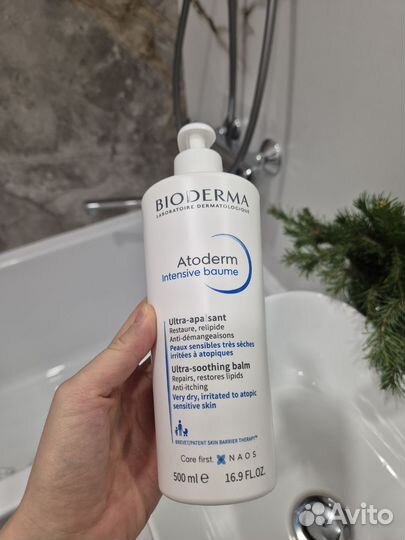 BIODERMA
LABORATOIRE DERMATOLOGIQUE
Atoderm
Intensive baume
Ultra-apaisant
Restaure, relipide
Anti-démangeaisons
Peaux sensibles très sèches
irritées à atopiques
Ultra-soothing balm
Repairs, restores lipids
Anti-itching
Very dry, irritated to atopic
sensitive skin
BREVET/PATENT SKIN BARRIER THERAPY™
Care first. NAOS
500 ml e 16.9 FL.OZ.
Avito